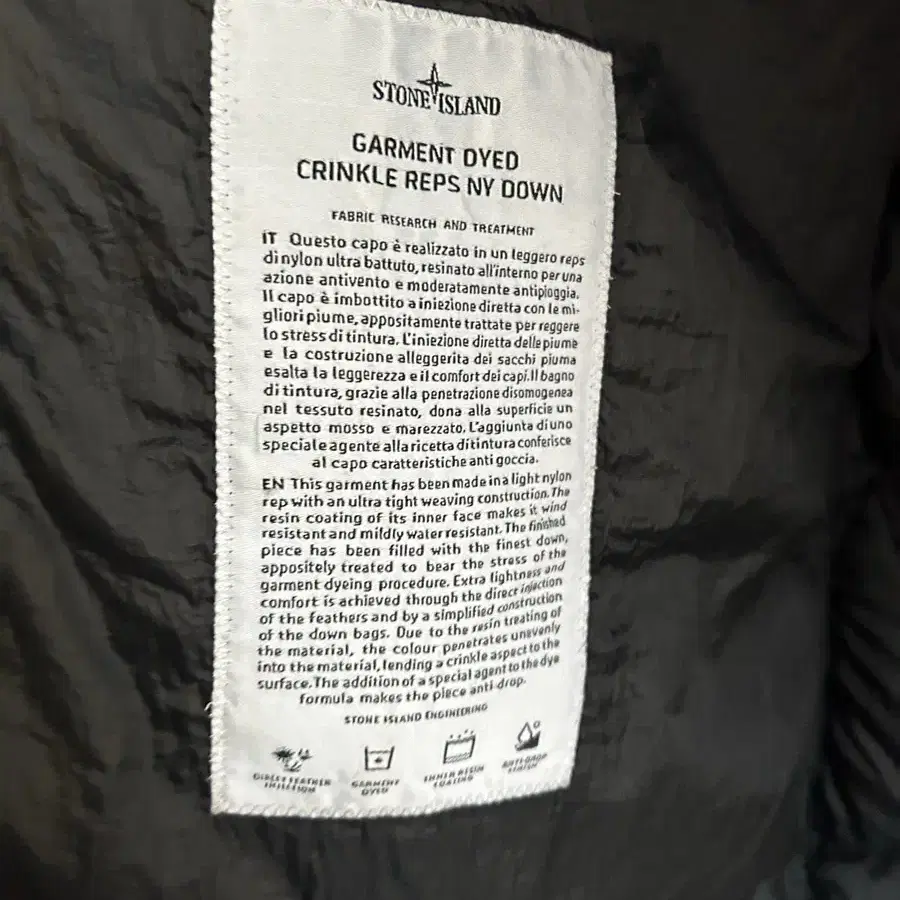 STONE ISLAND
GARMENT DYED
CRINKLE REPS NY DOWN
FABRIC RESEARCH AND TREATMENT
IT Questo capo è realizzato in un leggero reps
di nylon ultra battuto, resinato all'interno per una
azione antivento e moderatamente antipioggia.
Il capo è imbottito a iniezione diretta con le mi-
gliori piume, appositamente trattate per reggere
lo stress di tintura. L'iniezione diretta delle piume
e la costruzione alleggerita dei sacchi piuma
esalta la leggerezza e il comfort dei capi. Il bagno
di tintura, grazie alla penetrazione disomogenea
nel tessuto resinato, dona alla superficie un
aspetto mosso e marezzato. L'aggiunta di uno
speciale agente alla ricetta di tintura conferisce
al capo caratteristiche anti goccia.
EN This garment has been made in a light nylon
rep with an ultra tight weaving construction. The
resin coating of its inner face makes it wind
resistant and mildly water resistant. The finished
piece has been filled with the finest down,
appositely treated to bear the stress of the
garment dyeing procedure. Extra lightness and
comfort is achieved through the direct injection
of the feathers and by a simplified construction
of the down bags. Due to the resin treating of
the material, the colour penetrates unevenly
into the material, lending a crinkle aspect to the
surface. The addition of a special agent to the dye
formula makes the piece anti-drop.
STONE ISLAND ENGINEERING
DIRECT FEATHER
INJECTION
GARMENT
DYED
INNER RESIN
COATING
ANTI-DROP